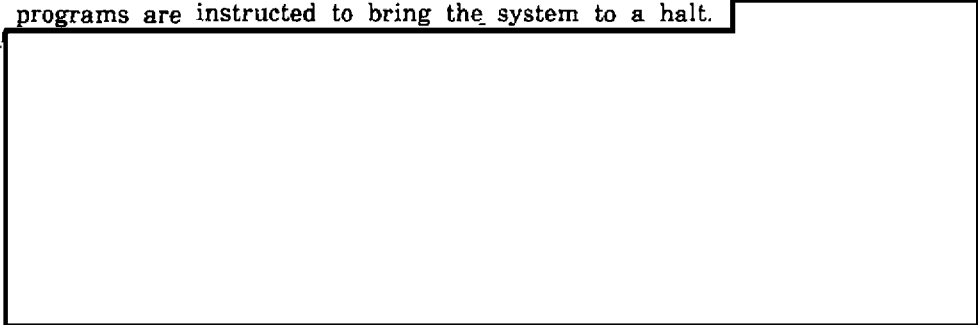 programs are instructed to bring the system to a halt.